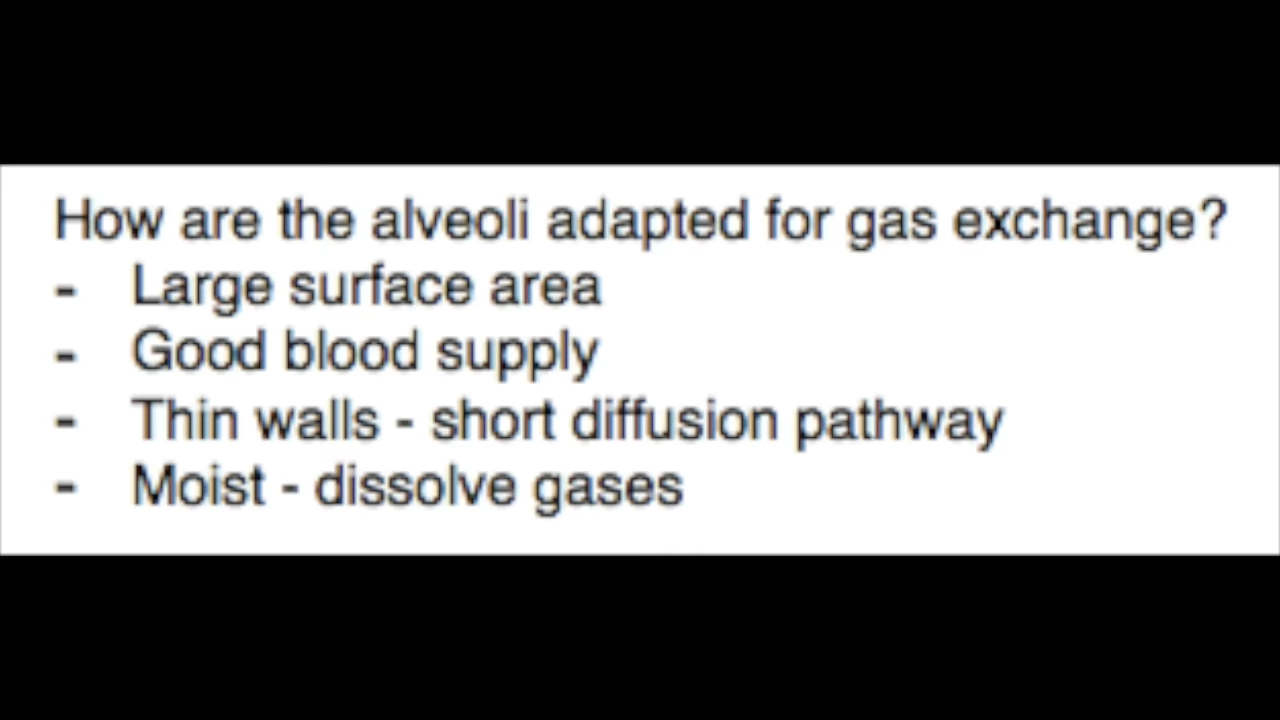 How are the alveoli adapted for gas exchange?
- Large surface area
- Good blood supply
- Thin walls - short diffusion pathway
- Moist - dissolve gases